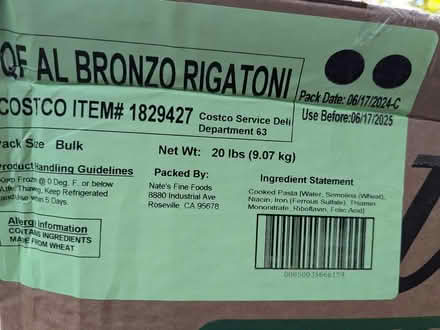 QF AL BRONZO RIGATONI
COSTCO ITEM# 1829427 Costco Service Deli
Department 63
Pack Date: 06/17/2024-C
Use Before:06/17/2025
Pack Size Bulk
Net Wt: 20 lbs (9.07 kg)
Product Handling Guidelines
Keep Frozen @ 0 Deg. F. or below
After Thawing, Keep Refrigerated
and Use within 5 Days.
Packed By:
Nate's Fine Foods
8880 Industrial Ave
Roseville, CA 95678
Ingredient Statement
Cooked Pasta (Water, Semolina (Wheat),
Niacin, Iron (Ferrous Sulfate), Thiamin
Mononitrate, Riboflavin, Folic Acid)
Allergy Information
CONTAINS INGREDIENTS
MADE FROM WHEAT